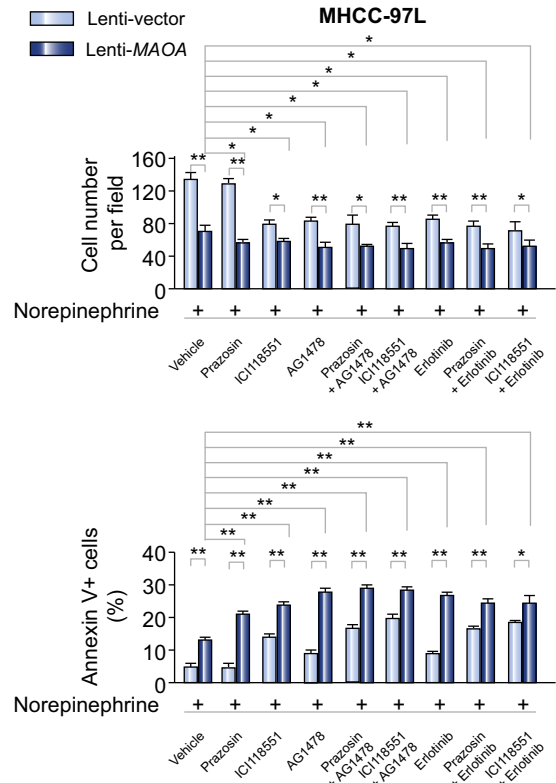 MHCC-97L
Lenti-vector
Lenti-MAOA
*
*
*
*
*
*
*
*
** ** * ** * ** ** ** *
Cell number
per field
160
120
80
40
0
Norepinephrine + + + + + + + + +
Vehicle
Prazosin
ICI118551
AG1478
Prazosin
+ AG1478
ICI118551
+ AG1478
Erlotinib
Prazosin
+ Erlotinib
ICI118551
+ Erlotinib
**
**
**
**
**
**
**
**
** ** ** ** ** ** ** ** *
Annexin V+ cells
(%)
40
30
20
10
0
Norepinephrine + + + + + + + + +
Vehicle
Prazosin
ICI118551
AG1478
Prazosin
+ AG1478
ICI118551
+ AG1478
Erlotinib
Prazosin
+ Erlotinib
ICI118551
+ Erlotinib